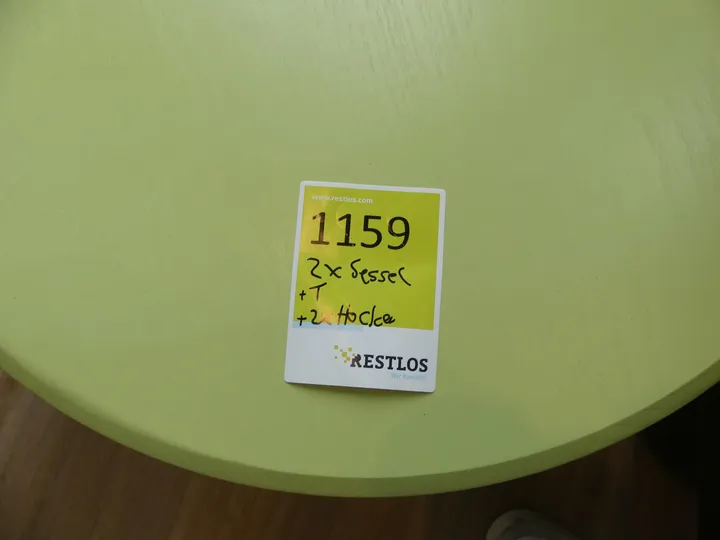 www.restlos.com
1159
2x Sessel
+ T
+ 2x Hocker
RESTLOS